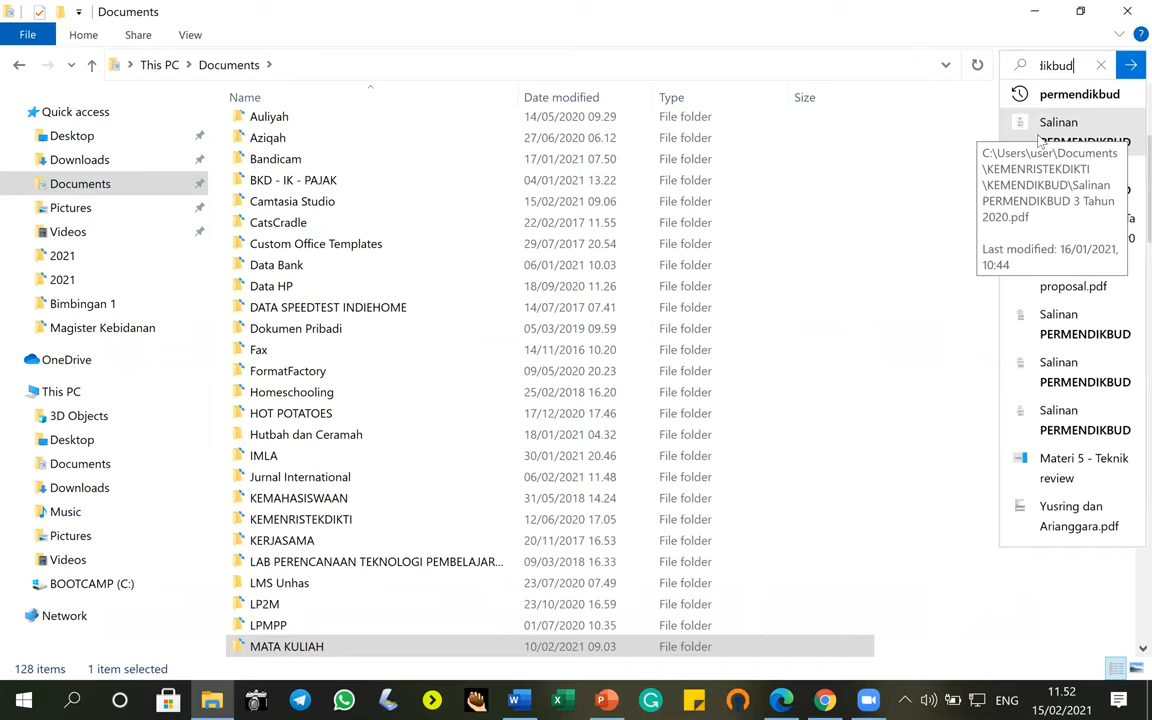 Documents
File
Home
Share
View
This PC
Documents
dikbud
Name
Date modified
Type
Size
Quick access
Desktop
Downloads
Documents
Pictures
Videos
2021
2021
Bimbingan 1
Magister Kebidanan
OneDrive
This PC
3D Objects
Desktop
Documents
Downloads
Music
Pictures
Videos
BOOTCAMP (C:)
Network
Auliyah 14/05/2020 09.29 File folder
Aziqah 27/06/2020 06.12 File folder
Bandicam 17/01/2021 07.50 File folder
BKD - IK - PAJAK 04/01/2021 13.22 File folder
Camtasia Studio 15/02/2021 09.06 File folder
CatsCradle 22/02/2017 11.55 File folder
Custom Office Templates 29/07/2017 20.54 File folder
Data Bank 06/01/2021 10.03 File folder
Data HP 18/09/2020 11.26 File folder
DATA SPEEDTEST INDIEHOME 14/07/2017 07.41 File folder
Dokumen Pribadi 05/03/2019 09.59 File folder
Fax 14/11/2016 10.20 File folder
FormatFactory 09/05/2020 20.23 File folder
Homeschooling 25/02/2018 16.20 File folder
HOT POTATOES 17/12/2020 17.46 File folder
Hutbah dan Ceramah 18/01/2021 04.32 File folder
IMLA 30/01/2021 20.46 File folder
Jurnal International 06/02/2021 11.48 File folder
KEMAHASISWAAN 31/05/2018 14.24 File folder
KEMENRISTEKDIKTI 12/06/2020 17.05 File folder
KERJASAMA 20/11/2017 16.53 File folder
LAB PERENCANAAN TEKNOLOGI PEMBELAJAR... 09/03/2018 16.33 File folder
LMS Unhas 23/07/2020 07.49 File folder
LP2M 23/10/2020 16.59 File folder
LPMPP 01/07/2020 10.35 File folder
MATA KULIAH 10/02/2021 09.03 File folder
permendikbud
Salinan
PERMENDIKBUD
C:\Users\user\Documents
\KEMENRISTEKDIKTI
\KEMENDIKBUD\Salinan
PERMENDIKBUD 3 Tahun
2020.pdf
Last modified: 16/01/2021,
10:44
proposal.pdf
Salinan
PERMENDIKBUD
Salinan
PERMENDIKBUD
Salinan
PERMENDIKBUD
Materi 5 - Teknik
review
Yusring dan
Arianggara.pdf
128 items 1 item selected
ENG
11.52
15/02/2021